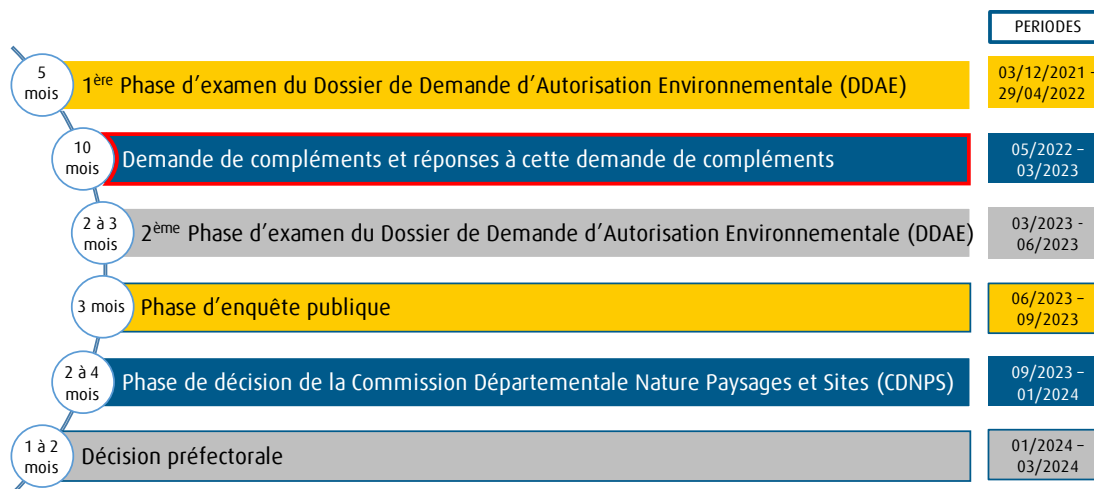 PERIODES
5
mois
1ère Phase d’examen du Dossier de Demande d’Autorisation Environnementale (DDAE)
03/12/2021 -
29/04/2022
10
mois
Demande de compléments et réponses à cette demande de compléments
05/2022 –
03/2023
2 à 3
mois
2ème Phase d’examen du Dossier de Demande d’Autorisation Environnementale (DDAE)
03/2023 -
06/2023
3 mois
Phase d’enquête publique
06/2023 –
09/2023
2 à 4
mois
Phase de décision de la Commission Départementale Nature Paysages et Sites (CDNPS)
09/2023 –
01/2024
1 à 2
mois
Décision préfectorale
01/2024 –
03/2024